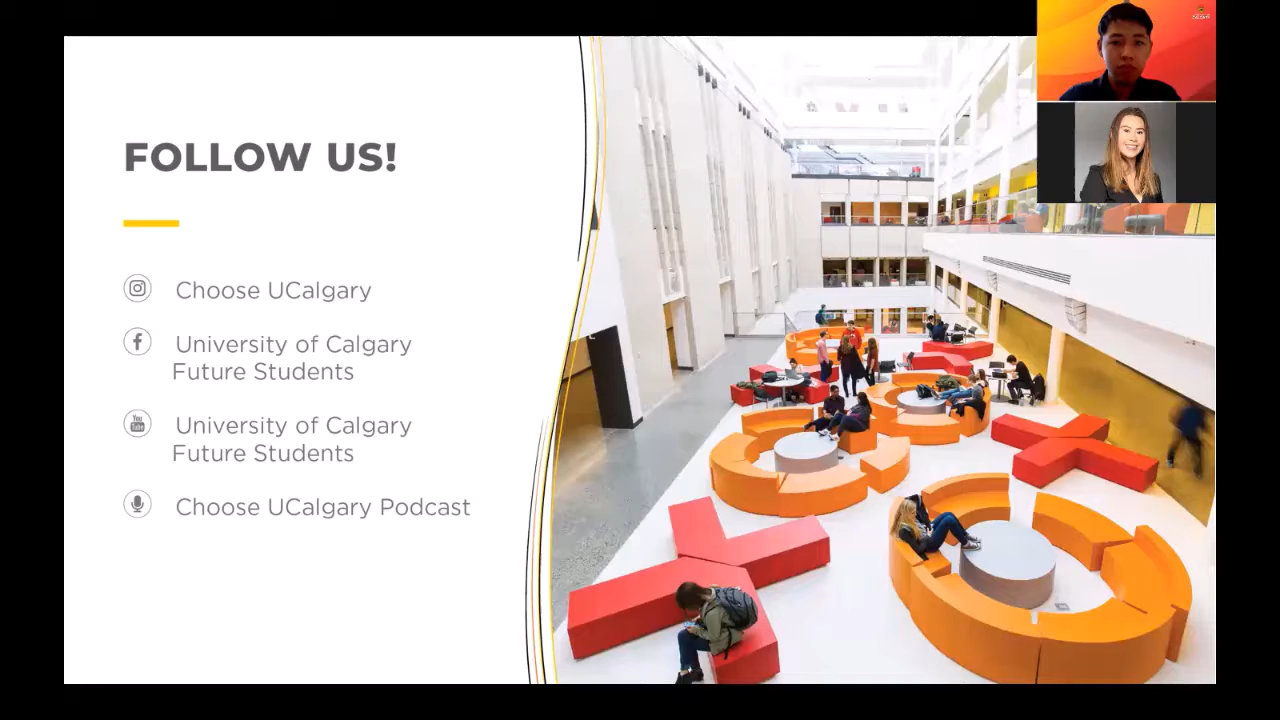 FOLLOW US!
Choose UCalgary
University of Calgary
Future Students
University of Calgary
Future Students
Choose UCalgary Podcast